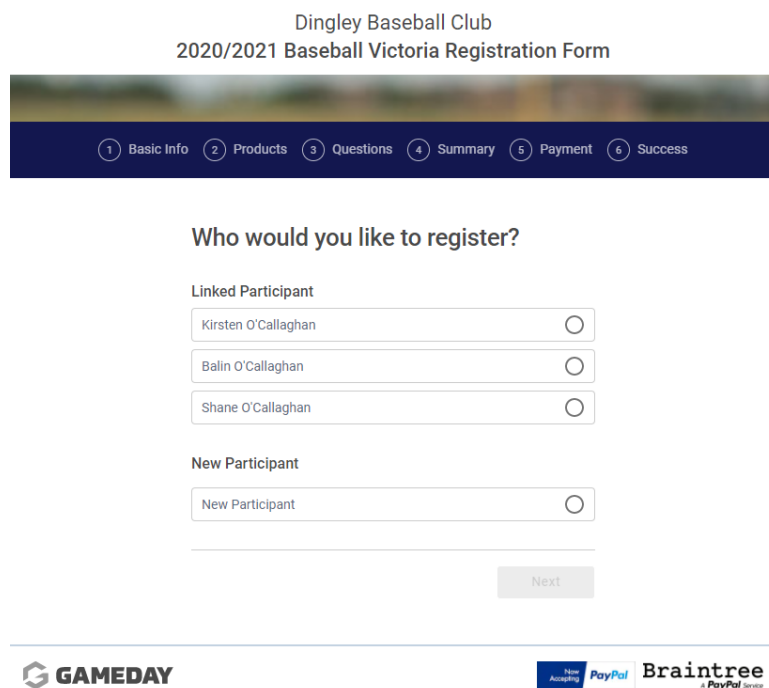 Dingley Baseball Club
2020/2021 Baseball Victoria Registration Form
1 Basic Info 2 Products 3 Questions 4 Summary 5 Payment 6 Success
Who would you like to register?
Linked Participant
Kirsten O'Callaghan
Balin O'Callaghan
Shane O'Callaghan
New Participant
New Participant
Next
GAMEDAY
Now Accepting PayPal
Braintree
A PayPal Service